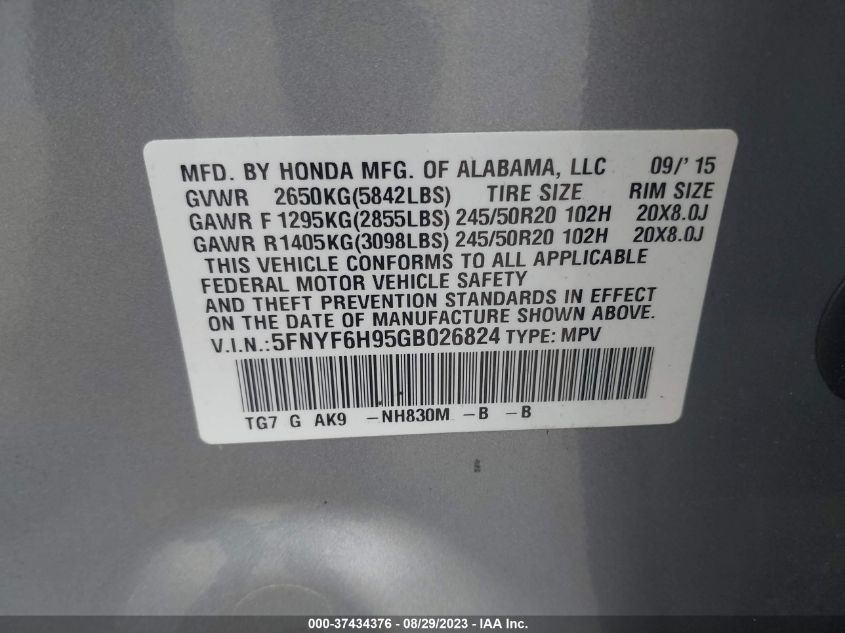 MFD. BY HONDA MFG. OF ALABAMA, LLC 09/' 15
GVWR 2650KG(5842LBS) TIRE SIZE RIM SIZE
GAWR F 1295KG(2855LBS) 245/50R20 102H 20X8.0J
GAWR R1405KG(3098LBS) 245/50R20 102H 20X8.0J
THIS VEHICLE CONFORMS TO ALL APPLICABLE
FEDERAL MOTOR VEHICLE SAFETY
AND THEFT PREVENTION STANDARDS IN EFFECT
ON THE DATE OF MANUFACTURE SHOWN ABOVE.
V.I.N.:5FNYF6H95GB026824 TYPE: MPV
TG7 G AK9 -NH830M -B -B
000-37434376 - 08/29/2023 - IAA Inc.